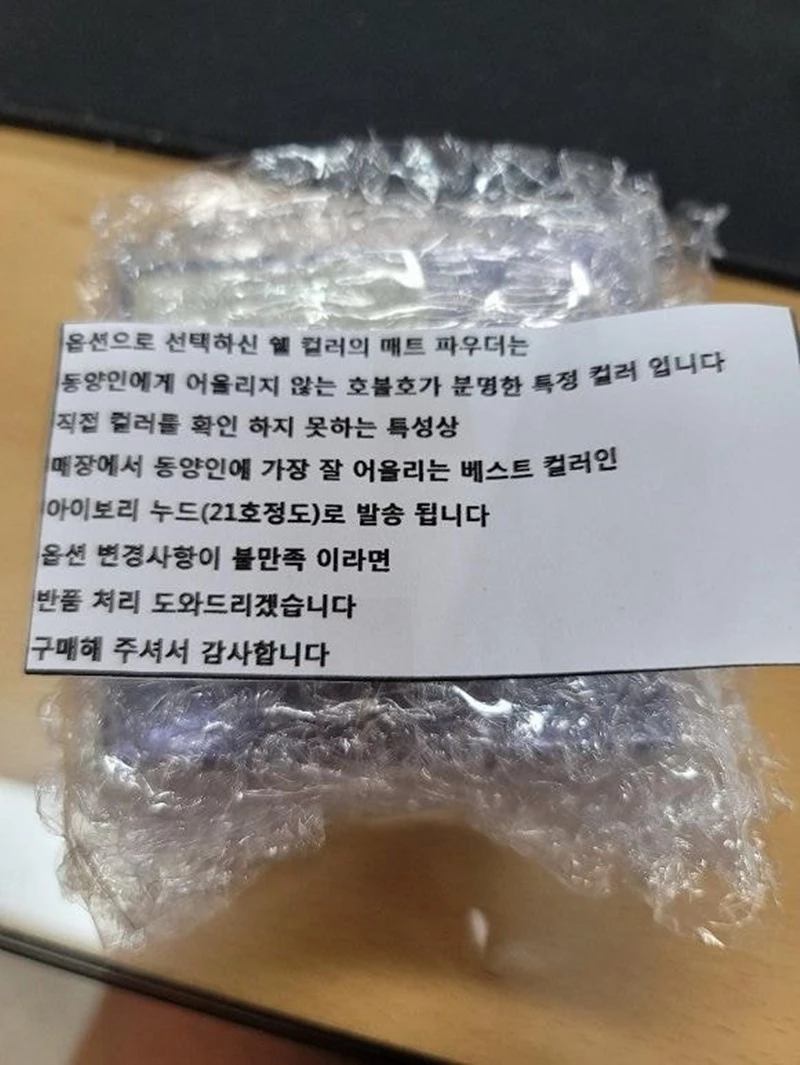 옵션으로 선택하신 쉘 컬러의 매트 파우더는
동양인에게 어울리지 않는 호불호가 분명한 특정 컬러 입니다
직접 컬러를 확인 하지 못하는 특성상
매장에서 동양인에 가장 잘 어울리는 베스트 컬러인
아이보리 누드(21호정도)로 발송 됩니다
옵션 변경사항이 불만족 이라면
반품 처리 도와드리겠습니다
구매해 주셔서 감사합니다